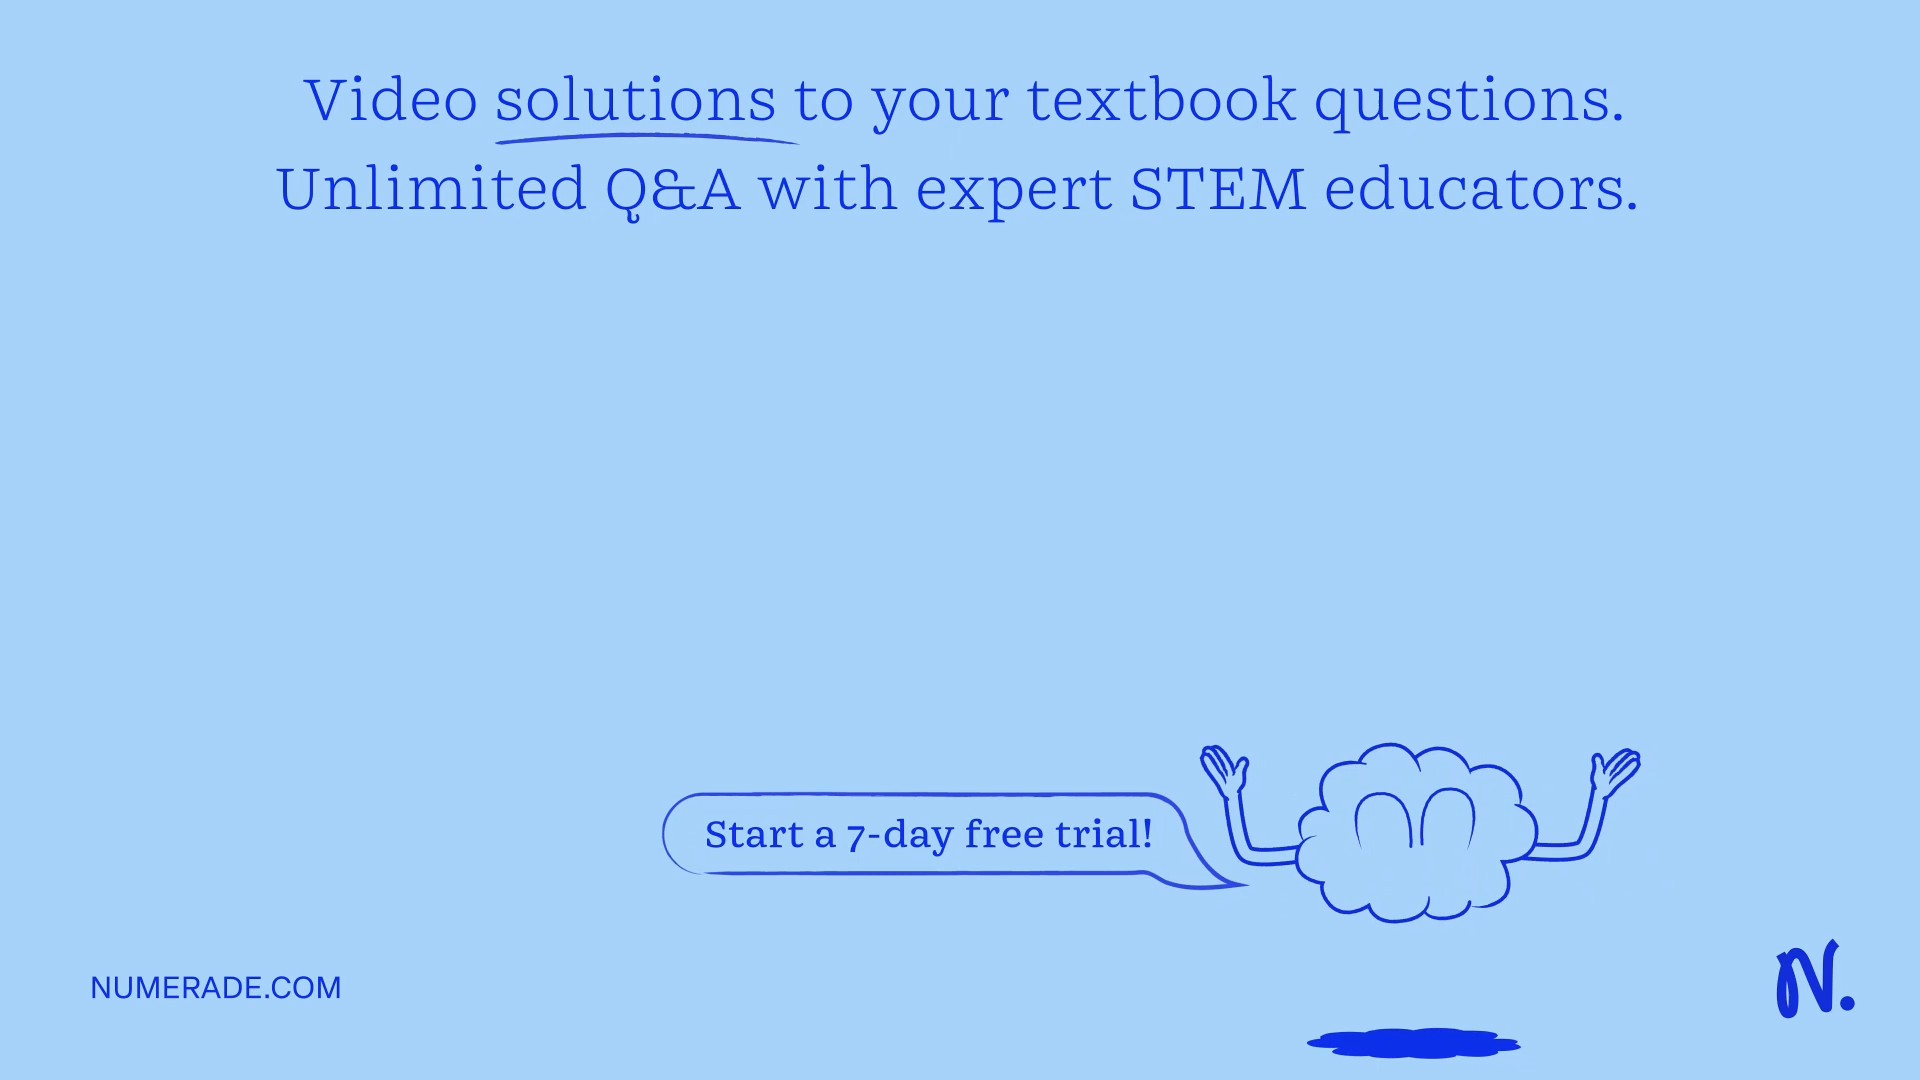 Video solutions to your textbook questions.
Unlimited Q&A with expert STEM educators.
Start a 7-day free trial!
NUMERADE.COM
N.